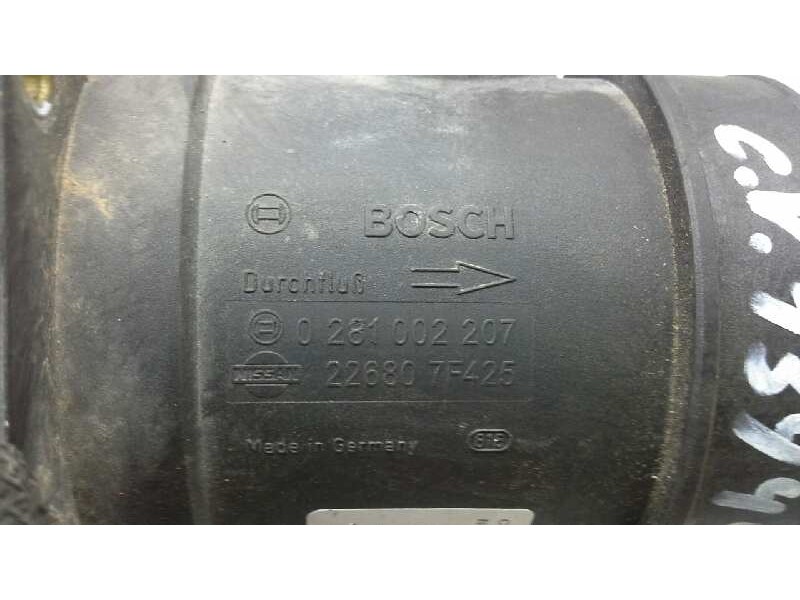 BOSCH
Durchfluß
0 281 002 207
NISSAN 22680 7F425
Made in Germany